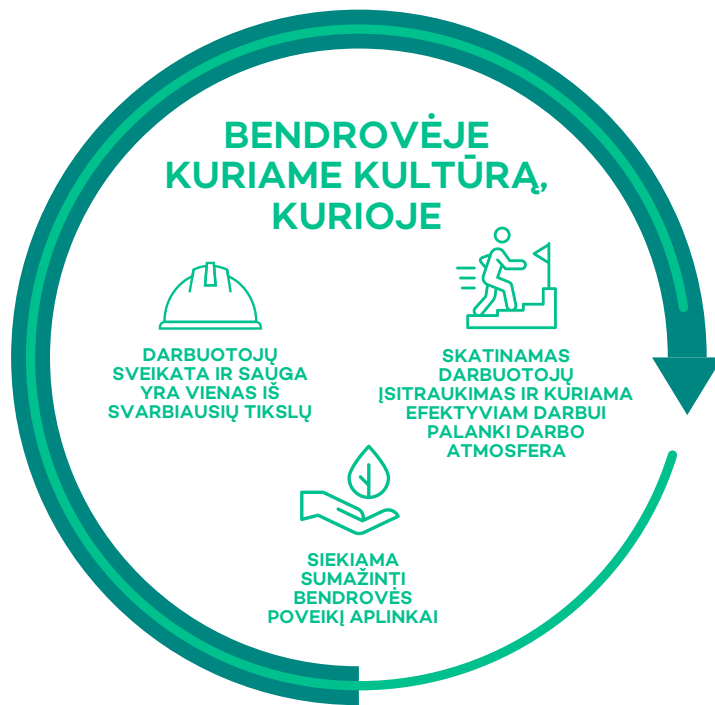 BENDROVĖJE
KURIAME KULTŪRĄ,
KURIOJE
DARBUOTOJŲ
SVEIKATA IR SAUGA
YRA VIENAS IŠ
SVARBIAUSIŲ TIKSLŲ
SKATINAMAS
DARBUOTOJŲ
ĮSITRAUKIMAS IR KURIAMA
EFEKTYVIAM DARBUI
PALANKI DARBO
ATMOSFERA
SIEKIAMA
SUMAŽINTI
BENDROVĖS
POVEIKĮ APLINKAI